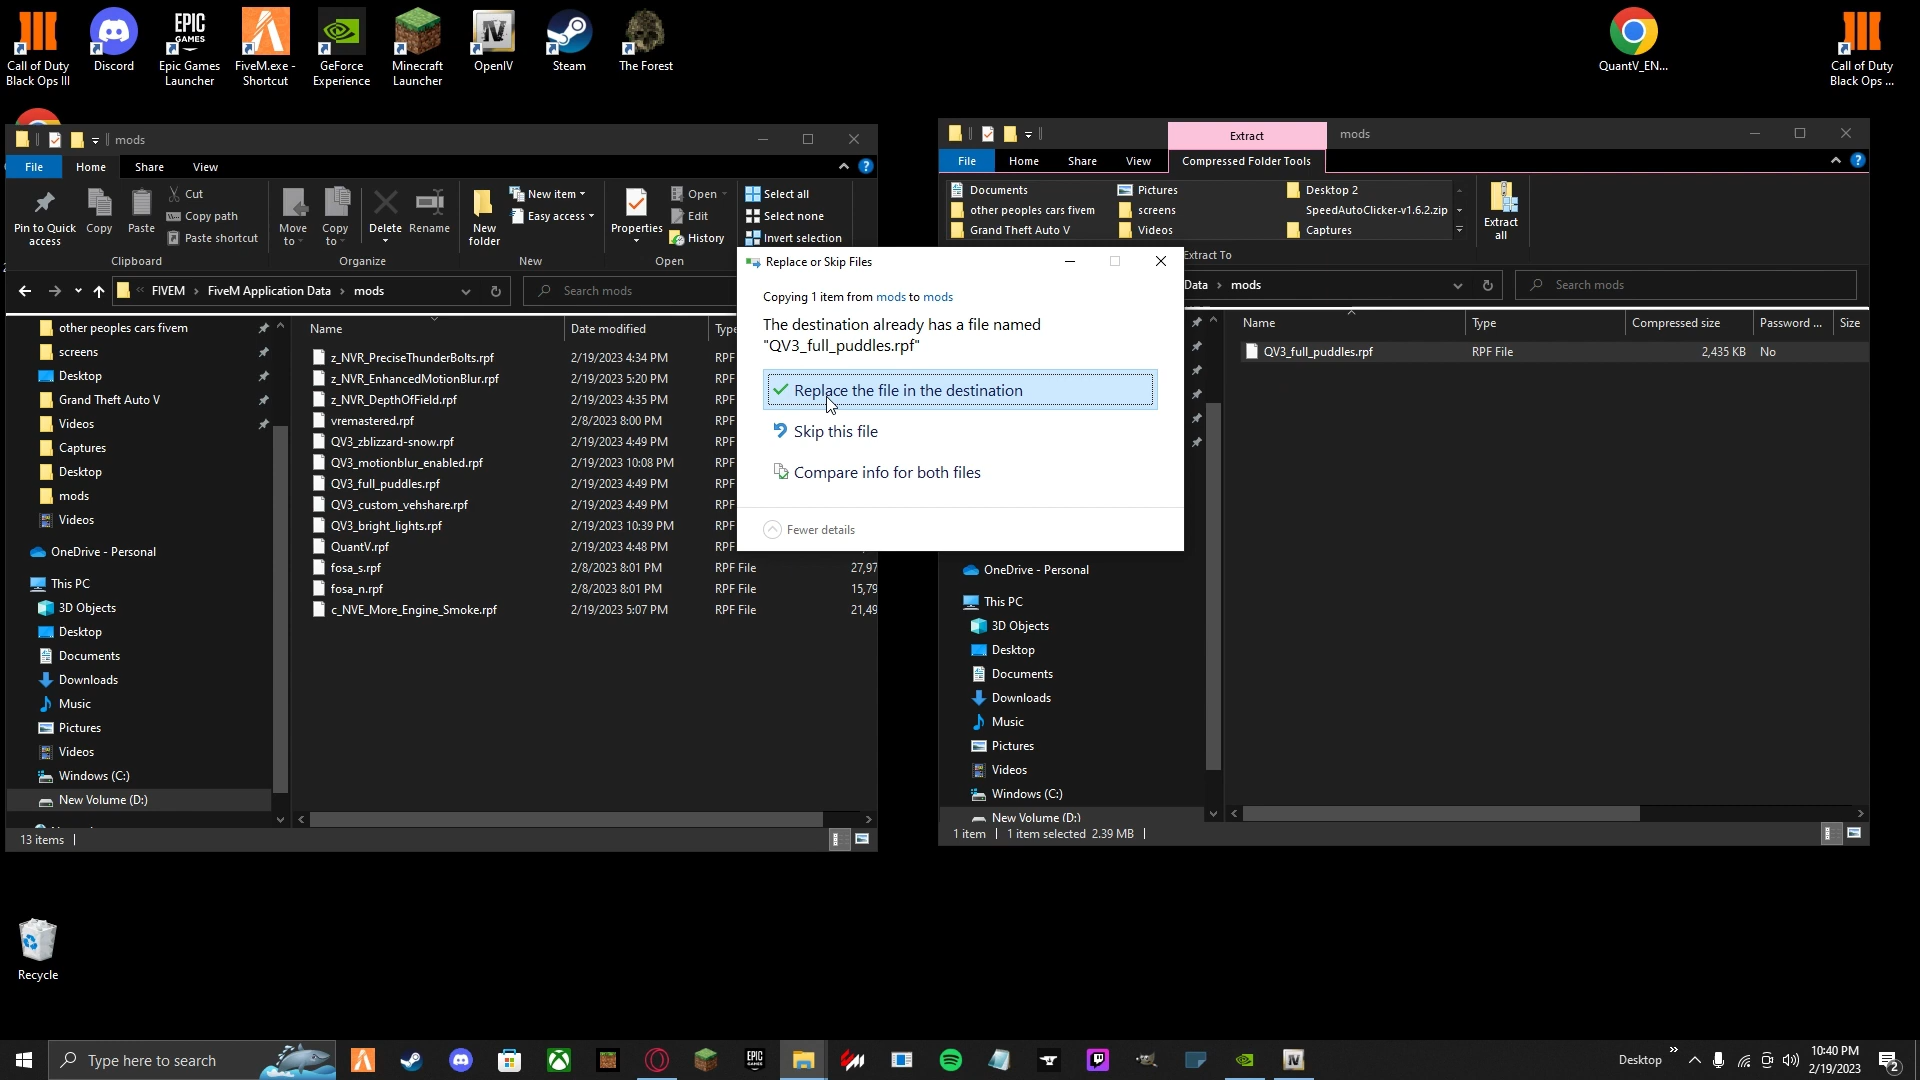 Call of Duty
Black Ops III
Discord
EPIC
GAMES
Epic Games
Launcher
FiveM.exe -
Shortcut
GeForce
Experience
Minecraft
Launcher
OpenIV
Steam
The Forest
QuantV_EN...
Call of Duty
Black Ops ...
mods
File
Home
Share
View
Pin to Quick
access
Copy
Paste
Cut
Copy path
Paste shortcut
Clipboard
Move
to
Copy
to
Delete
Rename
Organize
New
folder
New item
Easy access
New
Properties
Open
Edit
History
Open
Select all
Select none
Invert selection
FIVEM
FiveM Application Data
mods
Search mods
other peoples cars fivem
screens
Desktop
Grand Theft Auto V
Videos
Captures
Desktop
mods
Videos
OneDrive - Personal
This PC
3D Objects
Desktop
Documents
Downloads
Music
Pictures
Videos
Windows (C:)
New Volume (D:)
Name Date modified Type
z_NVR_PreciseThunderBolts.rpf 2/19/2023 4:34 PM RPF
z_NVR_EnhancedMotionBlur.rpf 2/19/2023 5:20 PM RPF
z_NVR_DepthOfField.rpf 2/19/2023 4:35 PM RPF
vremastered.rpf 2/8/2023 8:00 PM RPF
QV3_zblizzard-snow.rpf 2/19/2023 4:49 PM RPF
QV3_motionblur_enabled.rpf 2/19/2023 10:08 PM RPF
QV3_full_puddles.rpf 2/19/2023 4:49 PM RPF
QV3_custom_vehshare.rpf 2/19/2023 4:49 PM RPF
QV3_bright_lights.rpf 2/19/2023 10:39 PM RPF
QuantV.rpf 2/19/2023 4:48 PM RPF
fosa_s.rpf 2/8/2023 8:01 PM RPF File 27,97
fosa_n.rpf 2/8/2023 8:01 PM RPF File 15,79
c_NVE_More_Engine_Smoke.rpf 2/19/2023 5:07 PM RPF File 21,49
13 items
Replace or Skip Files
Copying 1 item from mods to mods
The destination already has a file named
"QV3_full_puddles.rpf"
Replace the file in the destination
Skip this file
Compare info for both files
Fewer details
Extract
mods
File
Home
Share
View
Compressed Folder Tools
Documents
other peoples cars fivem
Grand Theft Auto V
Pictures
screens
Videos
Desktop 2
SpeedAutoClicker-v1.6.2.zip
Captures
Extract
all
Extract To
Data
mods
Search mods
Name Type Compressed size Password ... Size
QV3_full_puddles.rpf RPF File 2,435 KB No
OneDrive - Personal
This PC
3D Objects
Desktop
Documents
Downloads
Music
Pictures
Videos
Windows (C:)
New Volume (D:)
1 item
1 item selected 2.39 MB
Recycle
Type here to search
EPIC
GAMES
Desktop
10:40 PM
2/19/2023
2